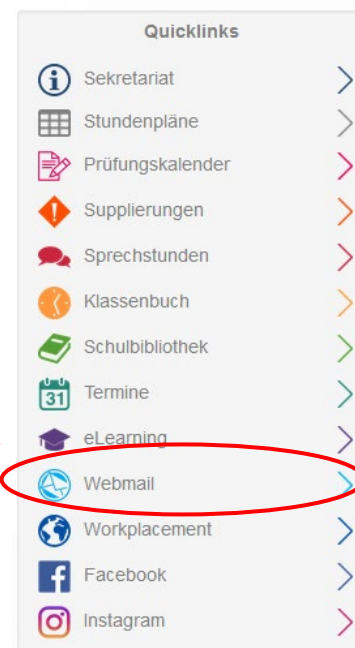 Quicklinks
Sekretariat
Stundenpläne
Prüfungskalender
Supplierungen
Sprechstunden
Klassenbuch
Schulbibliothek
31 Termine
eLearning
Webmail
Workplacement
Facebook
Instagram